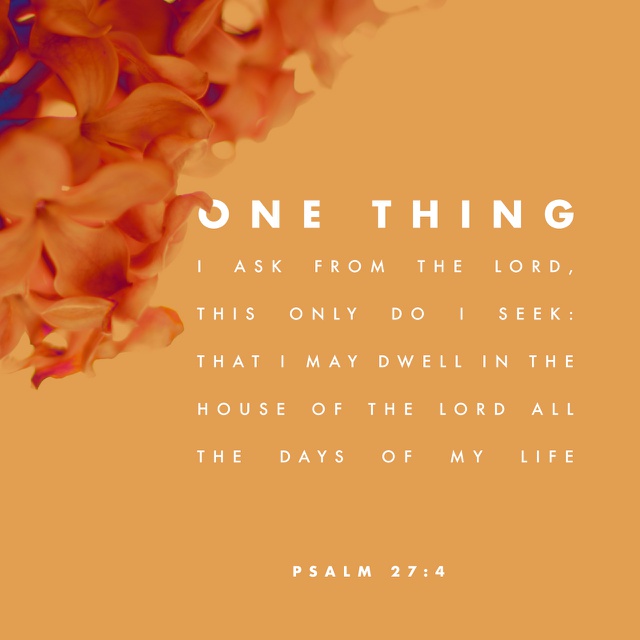 ONE THING
I ASK FROM THE LORD,
THIS ONLY DO I SEEK:
THAT I MAY DWELL IN THE
HOUSE OF THE LORD ALL
THE DAYS OF MY LIFE
PSALM 27:4